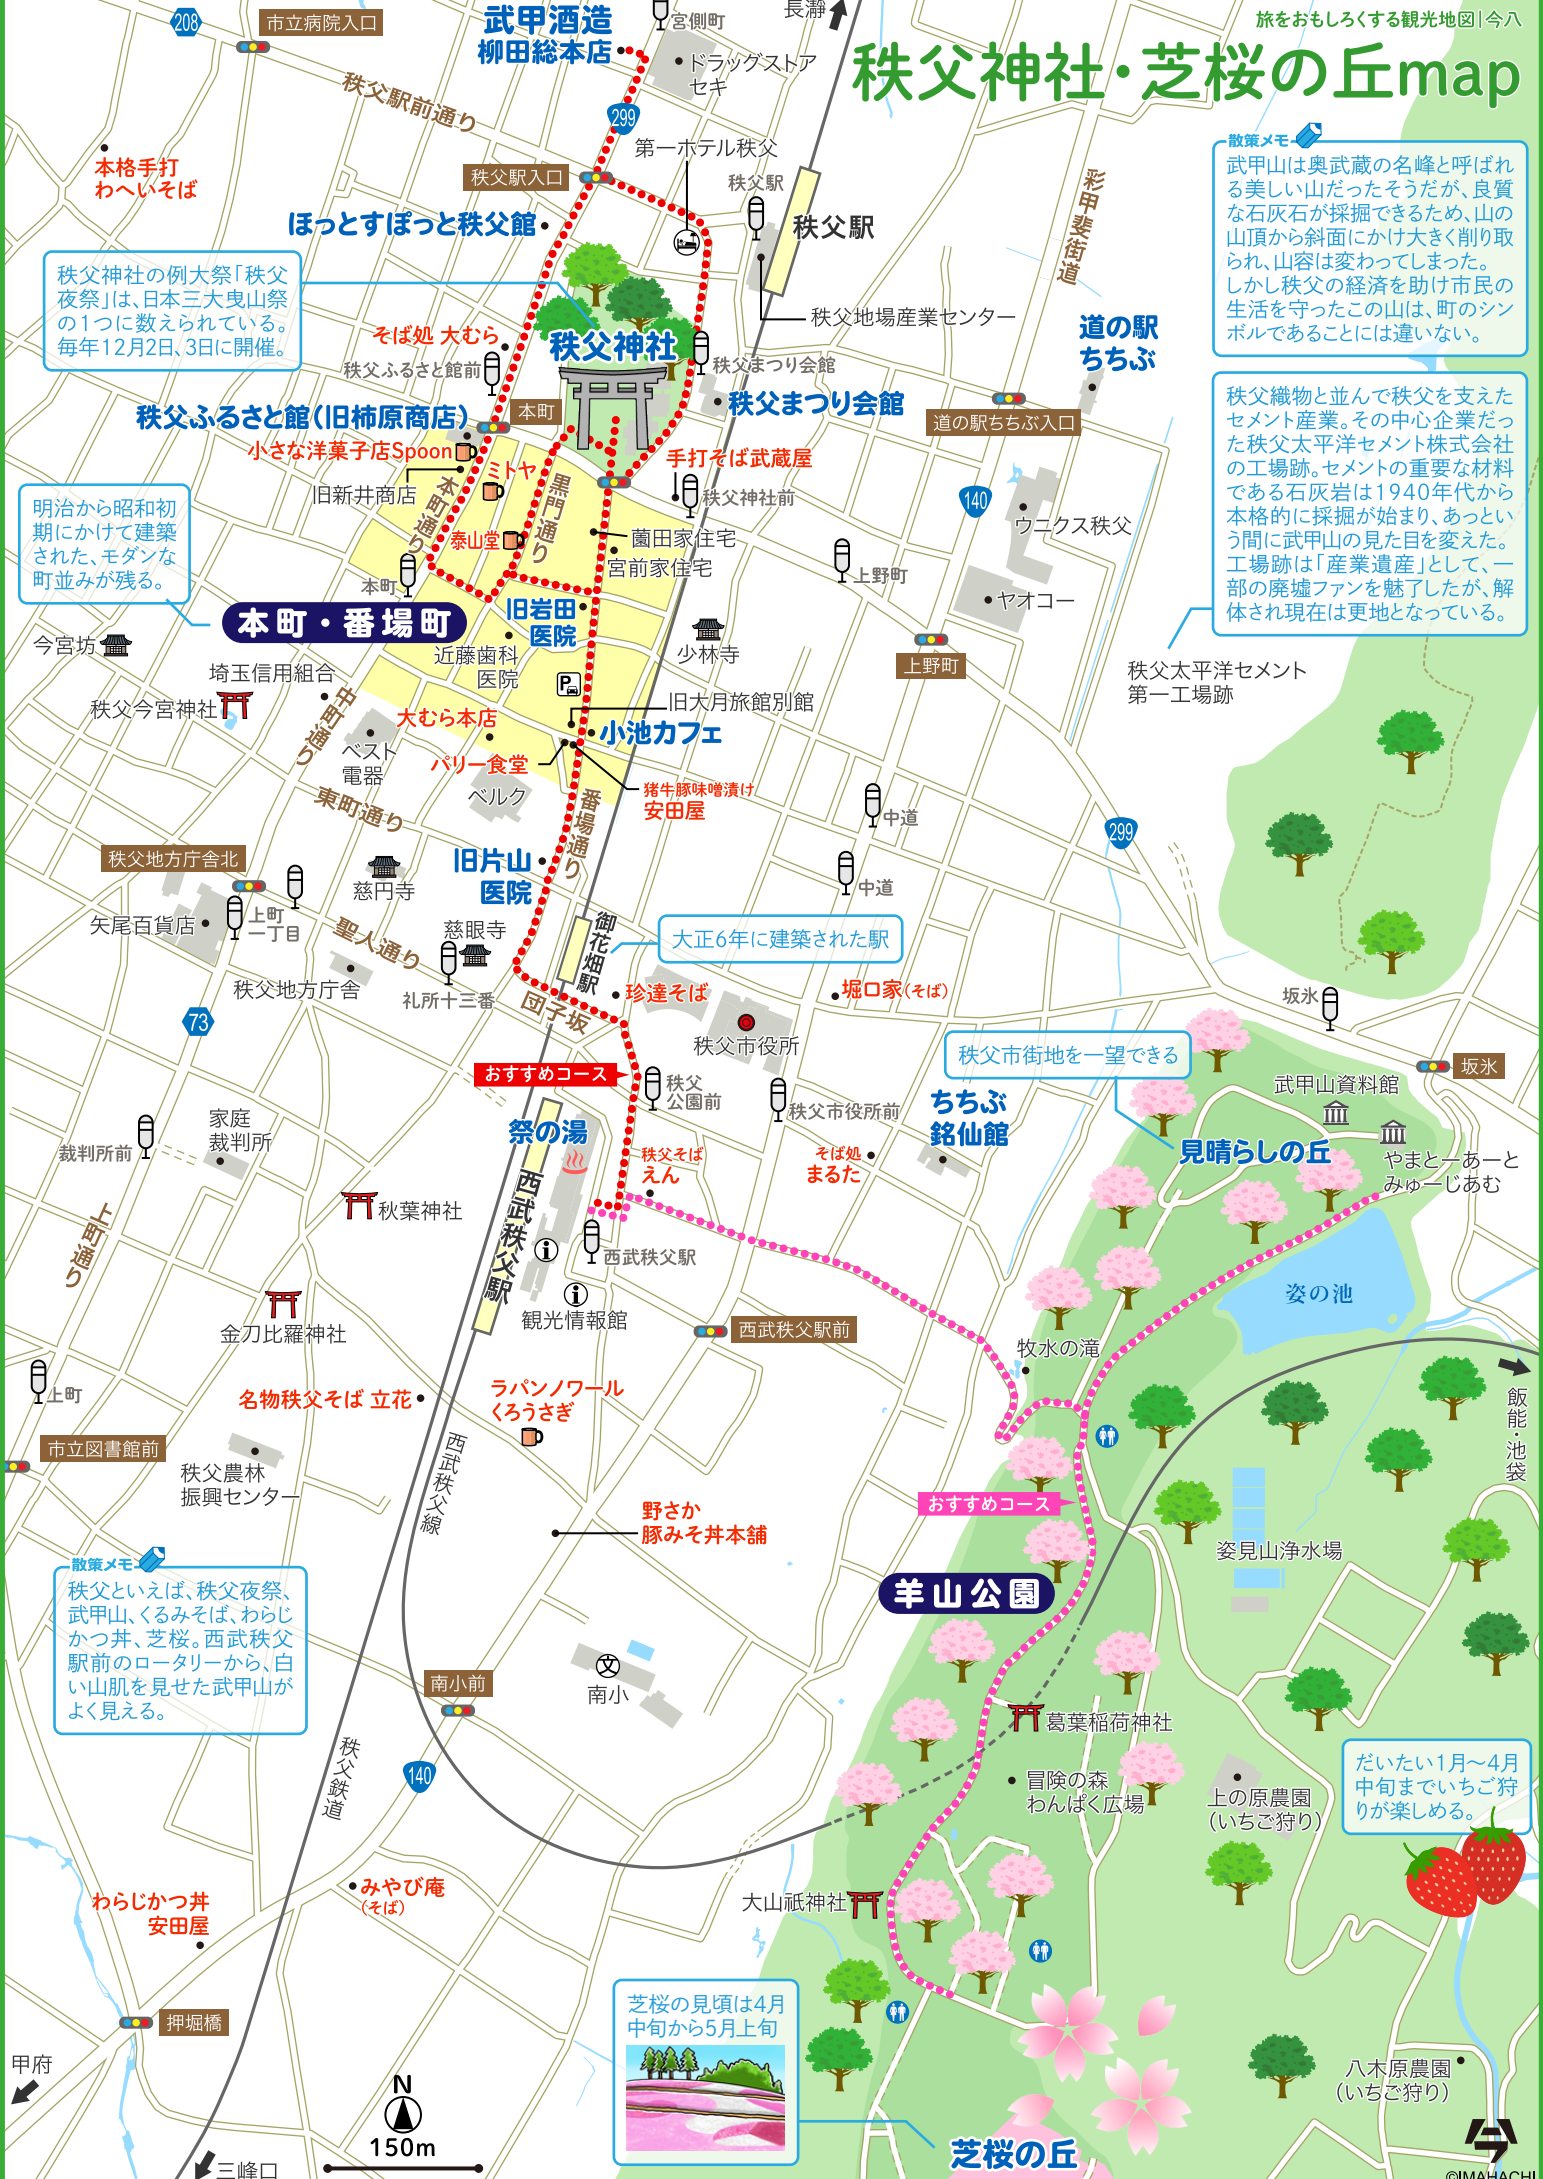 旅をおもしろくする観光地図|今八
秩父神社・芝桜の丘map
208
市立病院入口
武甲酒造
柳田総本店
宮側町
長瀞
ドラッグストア
セキ
秩父駅前通り
299
第一ホテル秩父
本格手打
わへいそば
秩父駅入口
秩父駅
秩父駅
ほっとすぽっと秩父館
彩甲斐街道
散策メモ
武甲山は奥武蔵の名峰と呼ばれ
る美しい山だったそうだが、良質
な石灰石が採掘できるため、山の
山頂から斜面にかけ大きく削り取
られ、山容は変わってしまった。
しかし秩父の経済を助け市民の
生活を守ったこの山は、町のシン
ボルであることには違いない。
秩父神社の例大祭「秩父
夜祭」は、日本三大曳山祭
の1つに数えられている。
毎年12月2日、3日に開催。
秩父地場産業センター
道の駅
ちちぶ
そば処 大むら
秩父ふるさと館前
秩父神社
秩父まつり会館
秩父まつり会館
秩父ふるさと館(旧柿原商店)
本町
道の駅ちちぶ入口
小さな洋菓子店Spoon
ミトヤ
手打そば武蔵屋
旧新井商店
本町通り
黒門通り
秩父神社前
140
ウニクス秩父
秩父織物と並んで秩父を支えた
セメント産業。その中心企業だっ
た秩父太平洋セメント株式会社
の工場跡。セメントの重要な材料
である石灰岩は1940年代から
本格的に採掘が始まり、あっとい
う間に武甲山の見た目を変えた。
工場跡は「産業遺産」として、一
部の廃墟ファンを魅了したが、解
体され現在は更地となっている。
明治から昭和初
期にかけて建築
された、モダンな
町並みが残る。
泰山堂
薗田家住宅
宮前家住宅
本町
上野町
ヤオコー
本町・番場町
旧岩田
医院
今宮坊
近藤歯科
医院
少林寺
上野町
秩父太平洋セメント
第一工場跡
埼玉信用組合
秩父今宮神社
中町通り
P
旧大月旅館別館
大むら本店
小池カフェ
ベスト
電器
パリー食堂
猪牛豚味噌漬け
安田屋
ベルク
東町通り
番場通り
中道
299
秩父地方庁舎北
旧片山
医院
慈円寺
中道
矢尾百貨店
上町
一丁目
聖人通り
慈眼寺
御花畑駅
大正6年に建築された駅
秩父地方庁舎
礼所十三番
団子坂
珍達そば
堀口家(そば)
坂氷
73
秩父市役所
秩父市街地を一望できる
おすすめコース
秩父
公園前
秩父市役所前
坂氷
武甲山資料館
家庭
裁判所
裁判所前
祭の湯
ちちぶ
銘仙館
見晴らしの丘
やまとーあーと
みゅーじあむ
秩父そば
えん
そば処
まるた
西武秩父駅
秋葉神社
上町通り
i
西武秩父駅
姿の池
i
観光情報館
金刀比羅神社
西武秩父駅前
牧水の滝
上町
名物秩父そば 立花
ラパンノワール
くろうさぎ
飯能・池袋
市立図書館前
西武秩父線
秩父農林
振興センター
おすすめコース
野さか
豚みそ丼本舗
姿見山浄水場
散策メモ
秩父といえば、秩父夜祭、
武甲山、くるみそば、わらじ
かつ丼、芝桜。西武秩父
駅前のロータリーから、白
い山肌を見せた武甲山が
よく見える。
羊山公園
文
南小
南小前
葛葉稲荷神社
秩父鉄道
140
冒険の森
わんぱく広場
上の原農園
(いちご狩り)
だいたい1月〜4月
中旬までいちご狩
りが楽しめる。
みやび庵
(そば)
わらじかつ丼
安田屋
大山祇神社
芝桜の見頃は4月
中旬から5月上旬
押堀橋
甲府
N
150m
三峰口
芝桜の丘
八木原農園
(いちご狩り)
©IMAHACHI